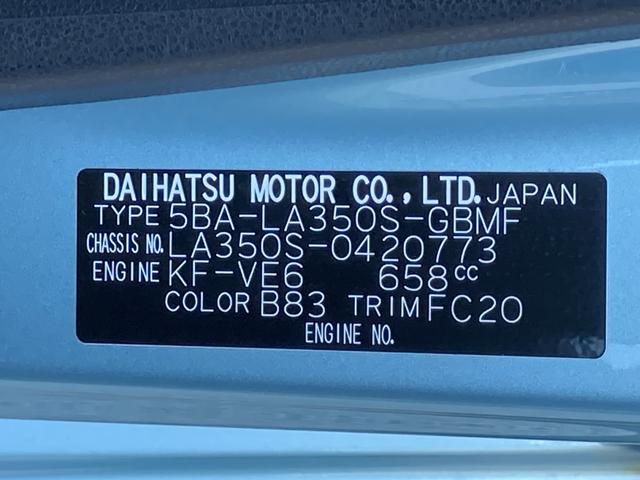 DAIHATSU MOTOR CO., LTD. JAPAN
TYPE 5BA-LA350S-GBMF
CHASSIS NO. LA350S-0420773
ENGINE KF-VE6 658cc
COLOR B83 TRIM FC20
ENGINE NO.